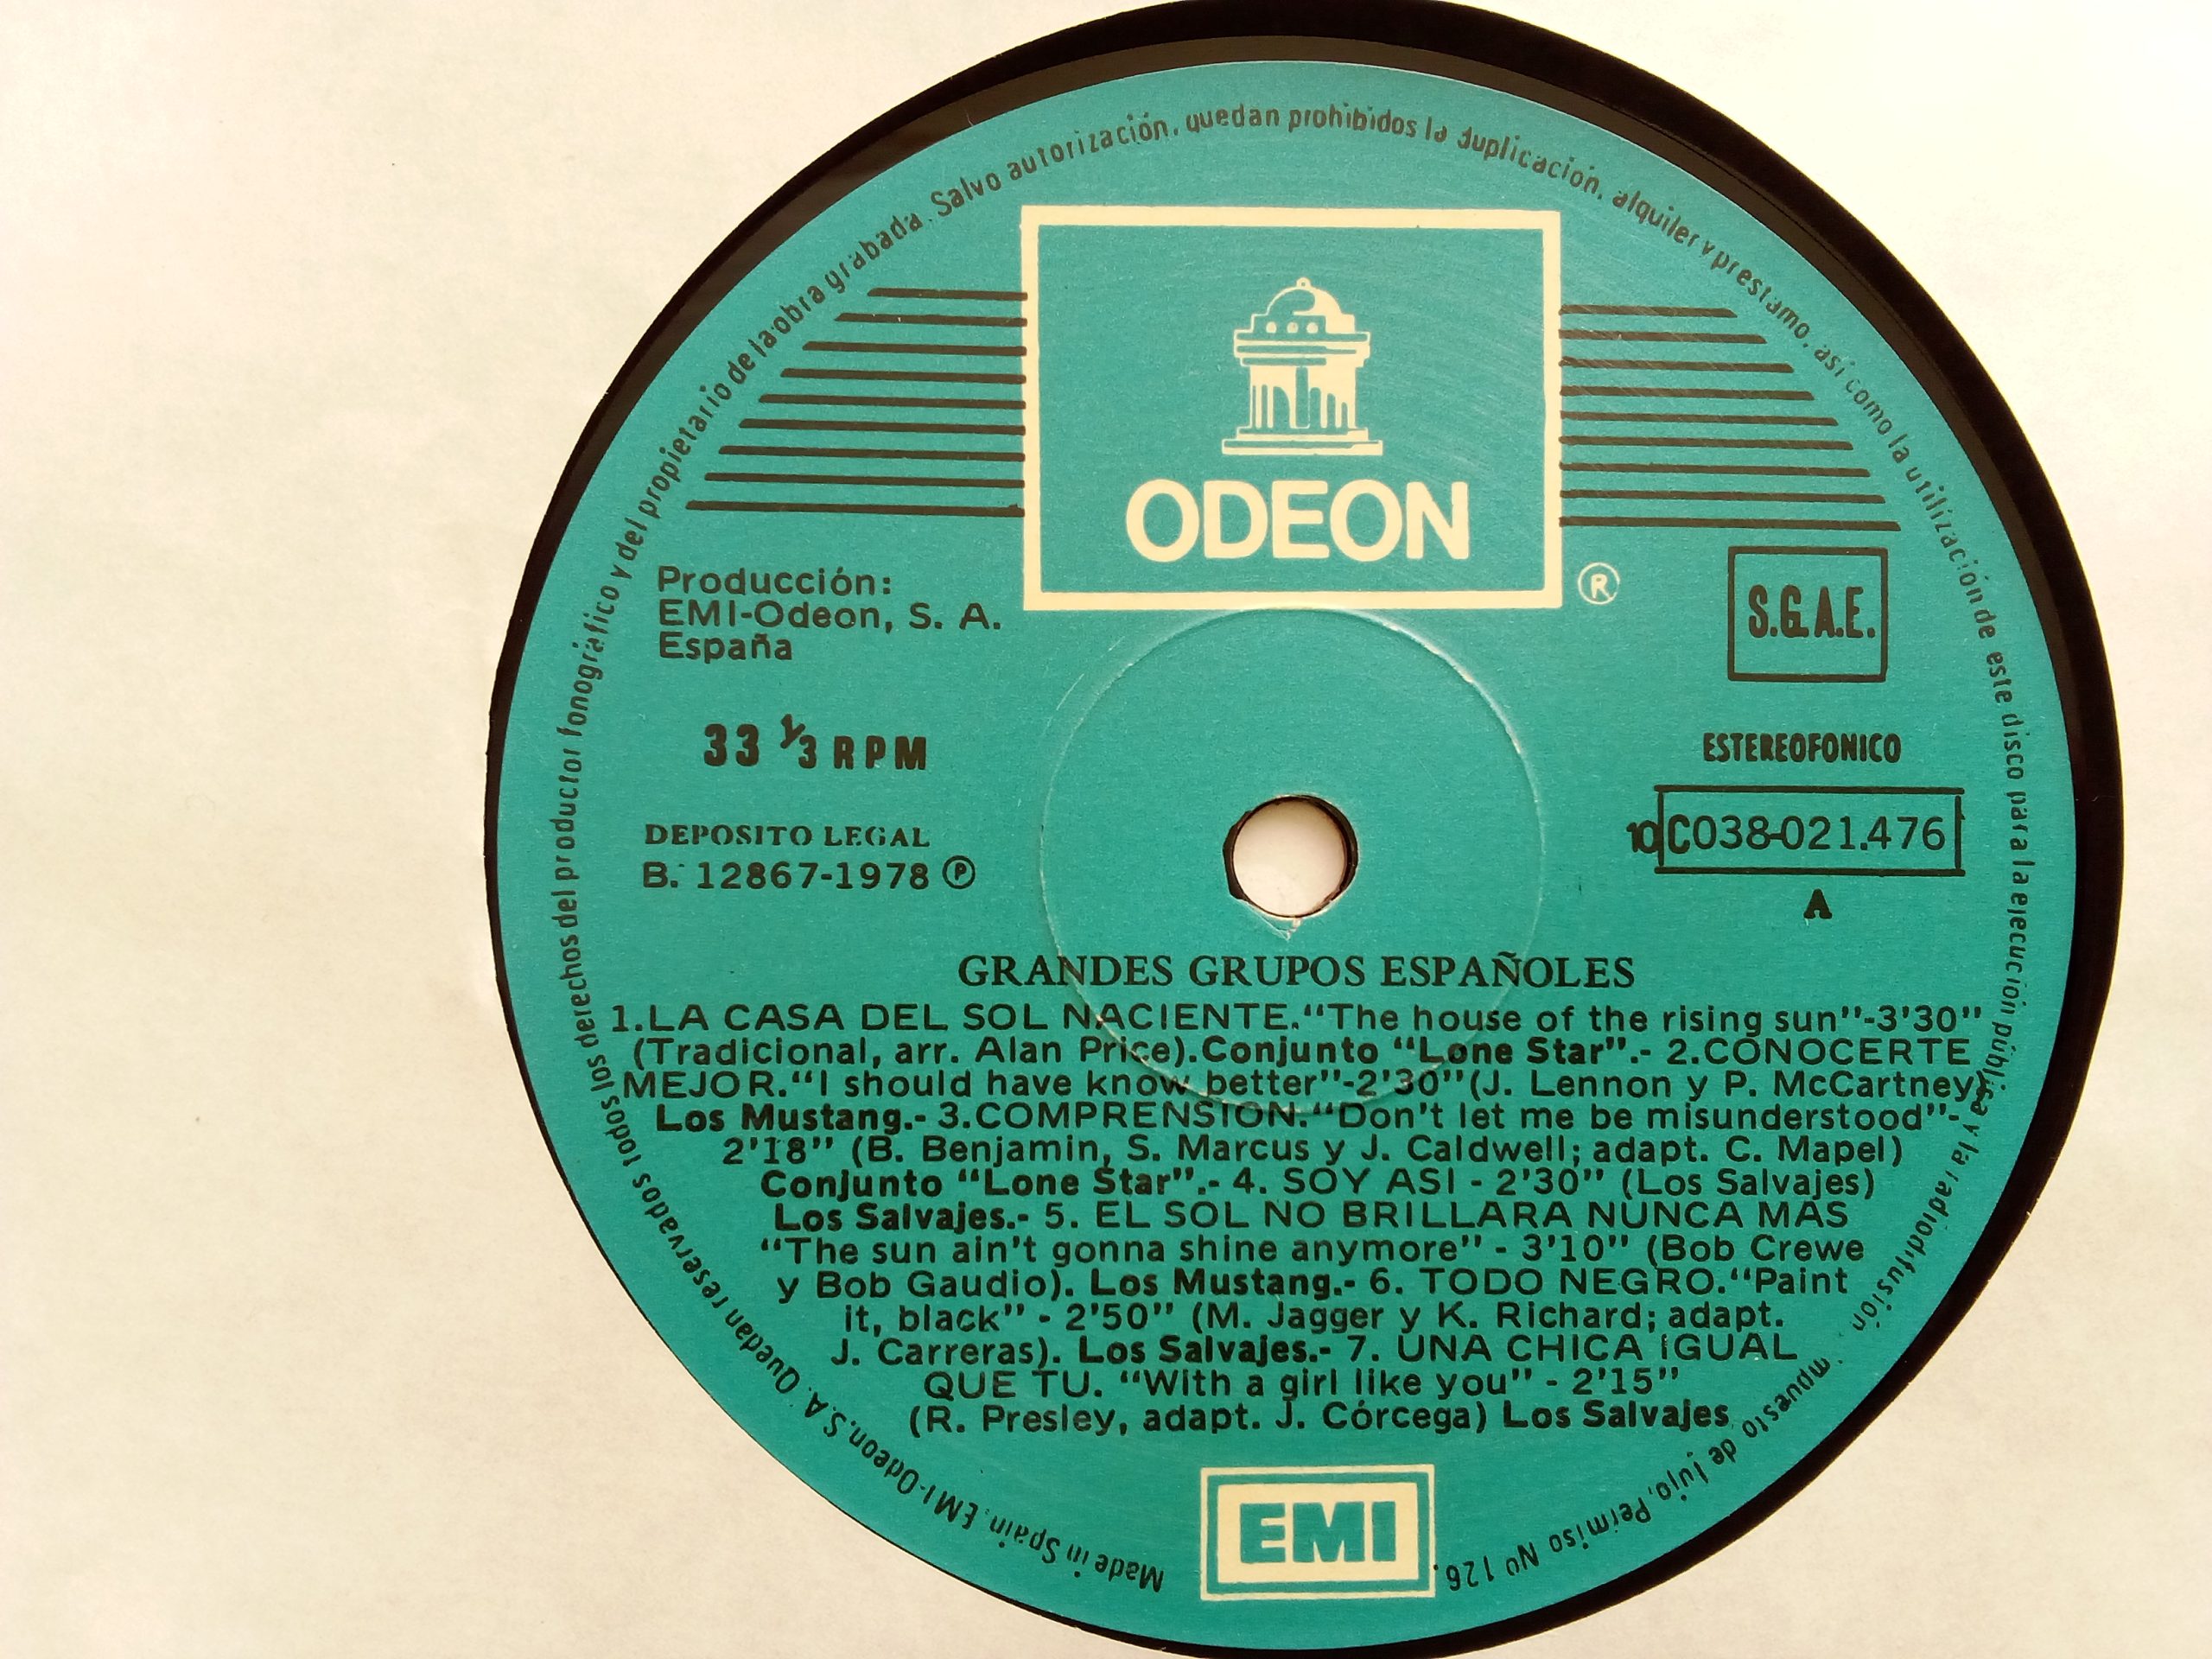 Made in Spain. EMI-Odeon, S.A. Quedan reservados todos los derechos del productor fonográfico y del propietario de la obra grabada. Salvo autorización, quedan prohibidos la duplicación, alquiler y prestamo, así como la utilización de este disco para la ejecución pública y la radiodifusión. Impuesto de lujo, Permiso Nº 126.
ODEON
®
Producción:
EMI-Odeon, S. A.
España
S.G.A.E.
33 1/3 RPM
ESTEREOFONICO
DEPOSITO LEGAL
B. 12867-1978 ℗
10C038-021.476
A
GRANDES GRUPOS ESPAÑOLES
1.LA CASA DEL SOL NACIENTE.“The house of the rising sun”-3'30”
(Tradicional, arr. Alan Price).Conjunto “Lone Star”.- 2.CONOCERTE
MEJOR.“I should have know better”-2'30”(J. Lennon y P. McCartney)
Los Mustang.- 3.COMPRENSION.“Don't let me be misunderstood”-
2'18” (B. Benjamin, S. Marcus y J. Caldwell; adapt. C. Mapel)
Conjunto “Lone Star”.- 4. SOY ASI - 2'30” (Los Salvajes)
Los Salvajes.- 5. EL SOL NO BRILLARA NUNCA MAS
“The sun ain't gonna shine anymore” - 3'10” (Bob Crewe
y Bob Gaudio). Los Mustang.- 6. TODO NEGRO.“Paint
it, black” - 2'50” (M. Jagger y K. Richard; adapt.
J. Carreras). Los Salvajes.- 7. UNA CHICA IGUAL
QUE TU. “With a girl like you” - 2'15”
(R. Presley, adapt. J. Córcega) Los Salvajes
EMI